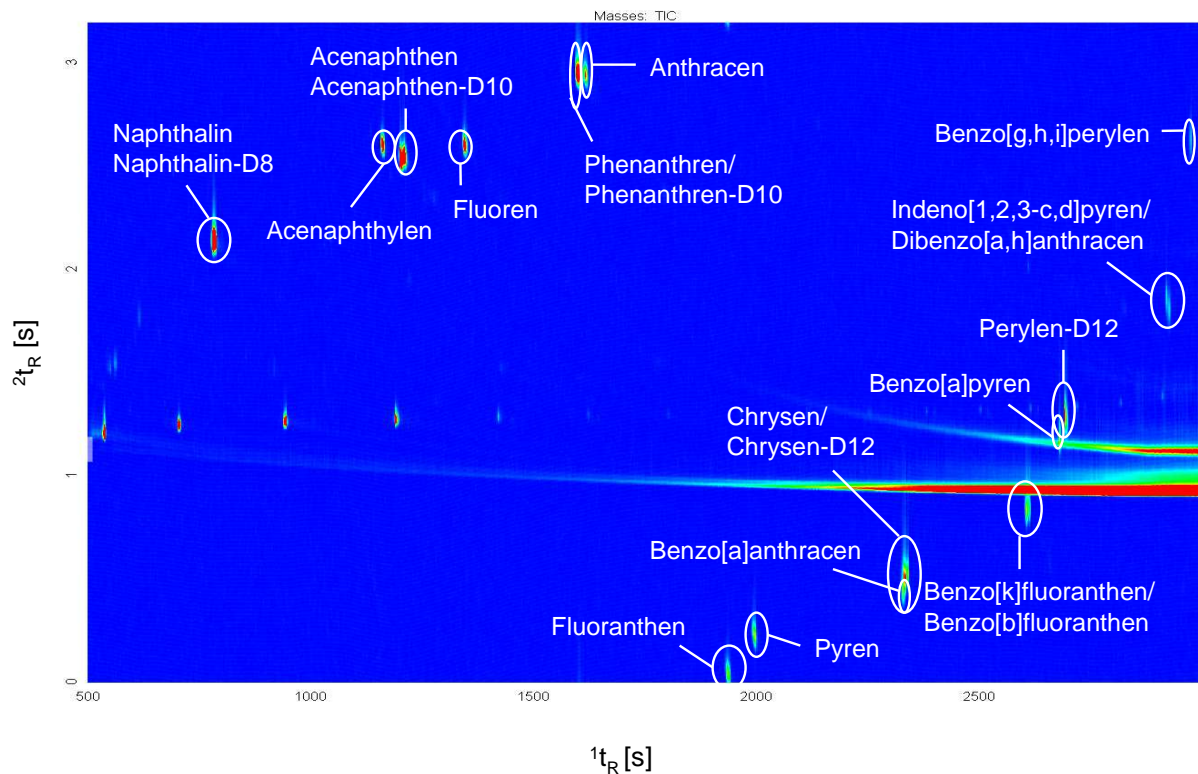 Masses: TIC
Acenaphthen
Acenaphthen-D10
Anthracen
Naphthalin
Naphthalin-D8
Benzo[g,h,i]perylen
Phenanthren/
Phenanthren-D10
Fluoren
Acenaphthylen
Indeno[1,2,3-c,d]pyren/
Dibenzo[a,h]anthracen
Perylen-D12
Benzo[a]pyren
Chrysen/
Chrysen-D12
Benzo[a]anthracen
Benzo[k]fluoranthen/
Benzo[b]fluoranthen
Fluoranthen
Pyren
3
2
1
0
²tR [s]
500 1000 1500 2000 2500
¹tR [s]